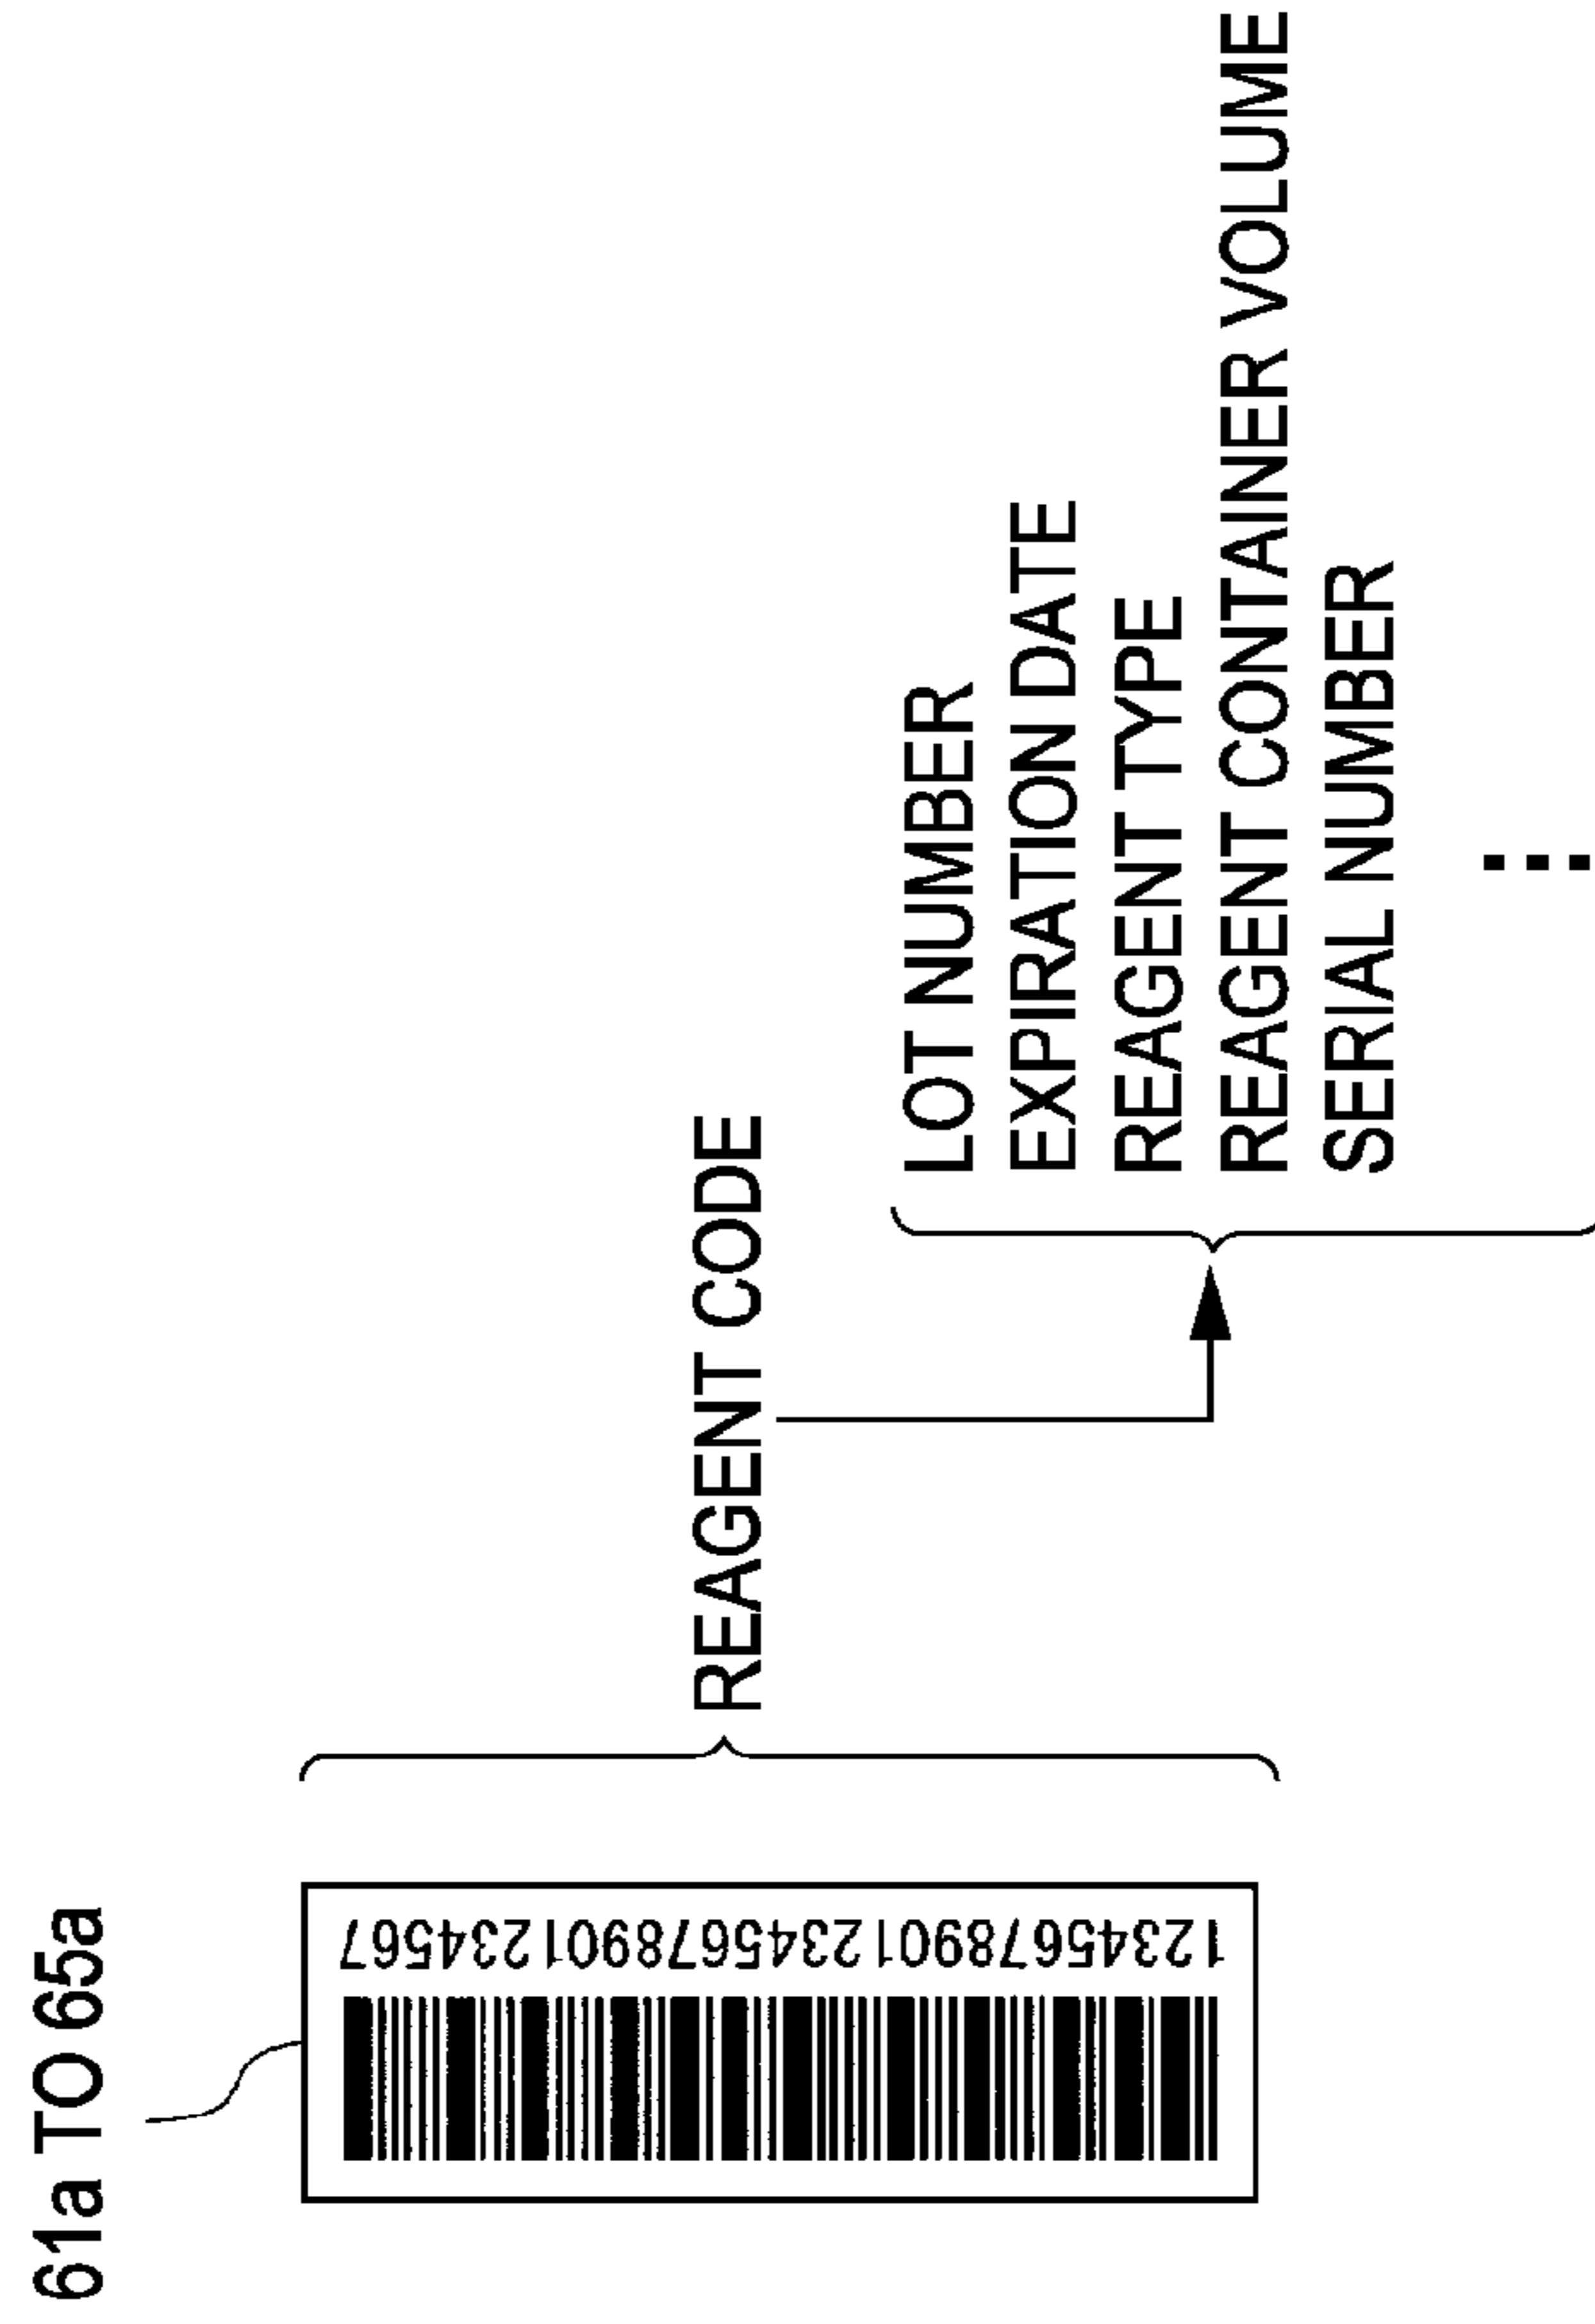 61a TO 65a
123456789012345678901234567
REAGENT CODE
LOT NUMBER
EXPIRATION DATE
REAGENT TYPE
REAGENT CONTAINER VOLUME
SERIAL NUMBER